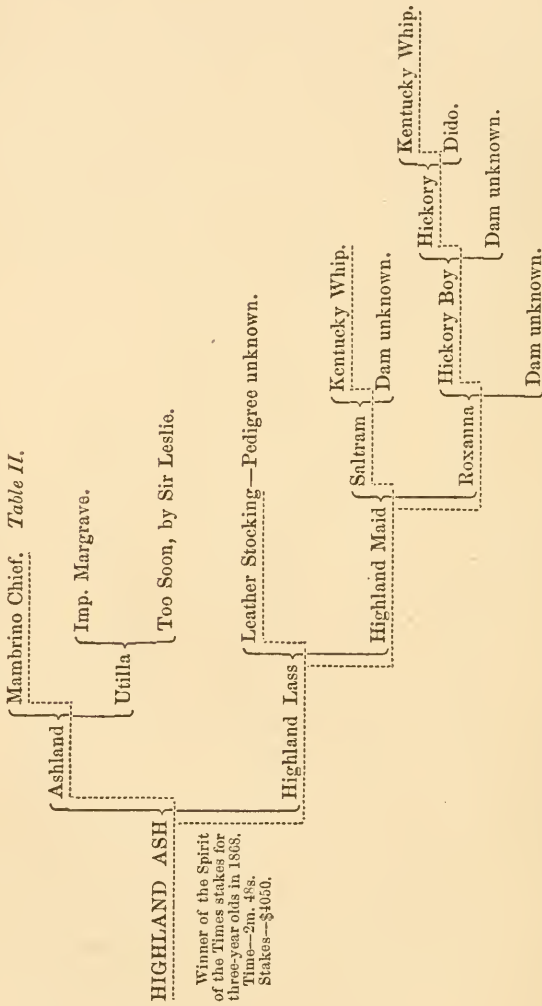 Table II.
Mambrino Chief.
Ashland
Imp. Margrave.
Utilla
Too Soon, by Sir Leslie.
HIGHLAND ASH
Winner of the Spirit
of the Times stakes for
three-year olds in 1868.
Time—2m. 48s.
Stakes—$4050.
Leather Stocking—Pedigree unknown.
Highland Lass
Kentucky Whip.
Saltram
Dam unknown.
Highland Maid
Kentucky Whip.
Hickory
Dido.
Hickory Boy
Dam unknown.
Roxanna
Dam unknown.